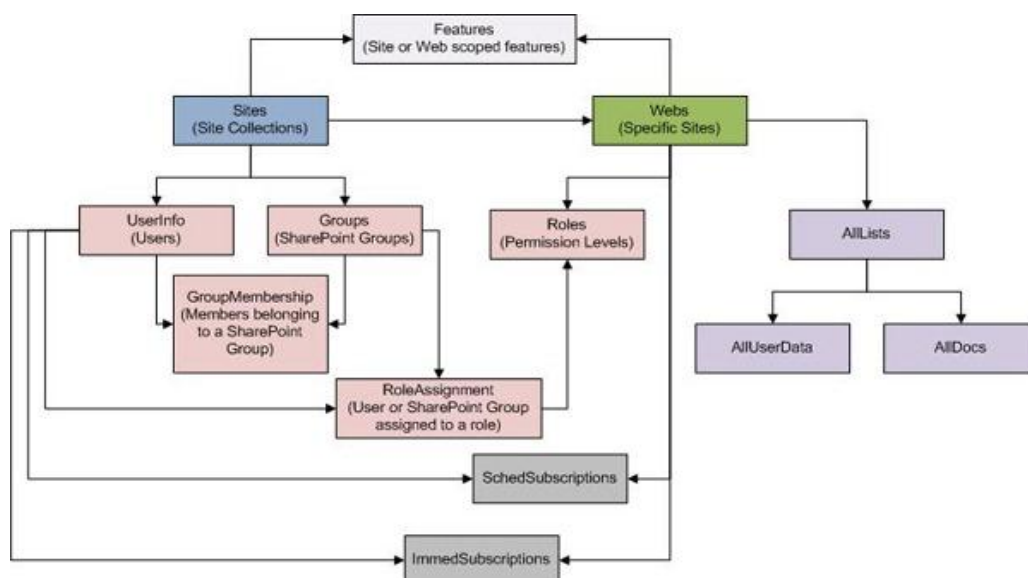 Features
(Site or Web scoped features)
Sites
(Site Collections)
Webs
(Specific Sites)
UserInfo
(Users)
Groups
(SharePoint Groups)
Roles
(Permission Levels)
AllLists
GroupMembership
(Members belonging
to a SharePoint
Group)
AllUserData
AllDocs
RoleAssignment
(User or SharePoint Group
assigned to a role)
SchedSubscriptions
ImmedSubscriptions